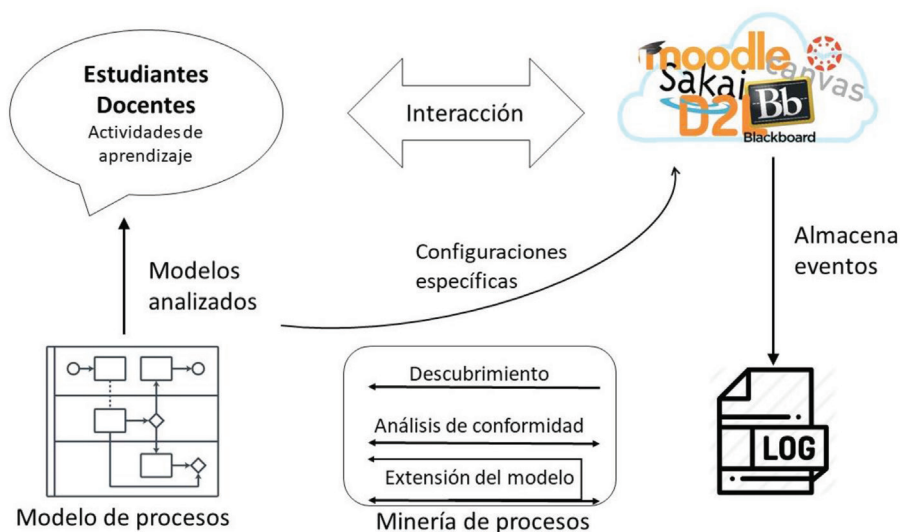 Estudiantes
Docentes
Actividades de
aprendizaje
Interacción
moodle
canvas
Sakai
D2L
Bb
Blackboard
Modelos
analizados
Configuraciones
específicas
Almacena
eventos
Descubrimiento
Análisis de conformidad
Extensión del modelo
LOG
Modelo de procesos
Minería de procesos